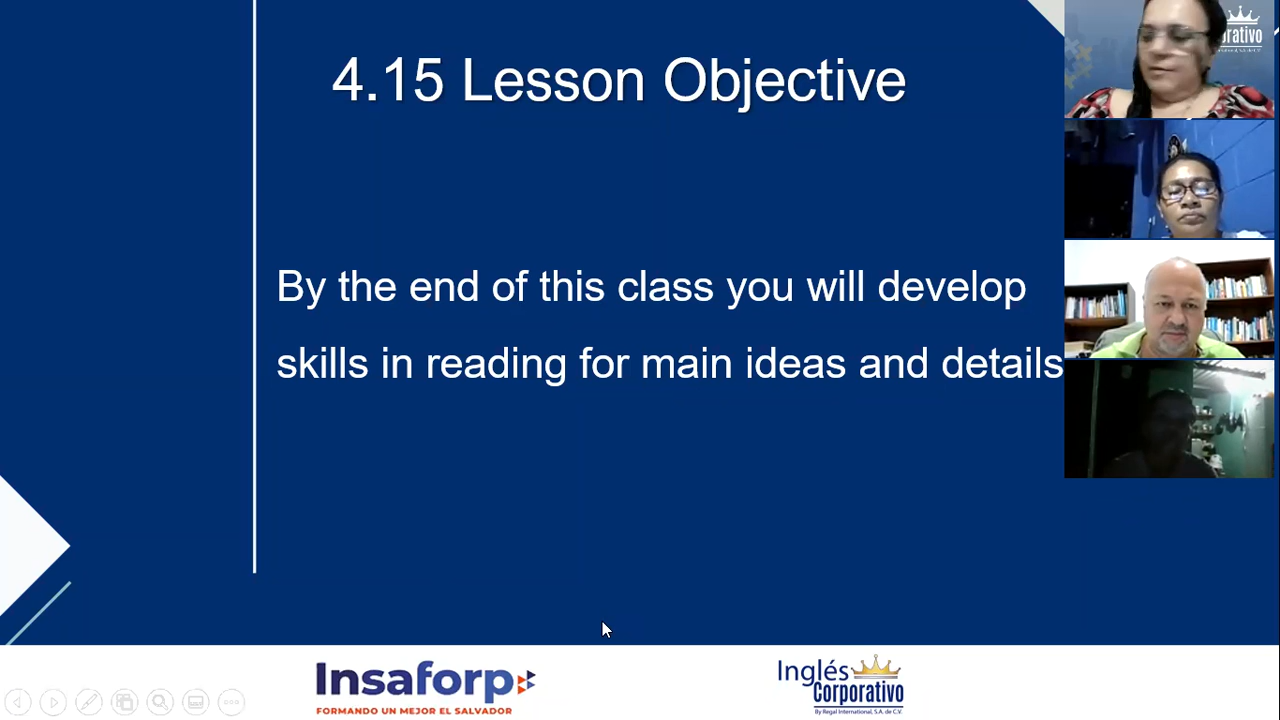 4.15 Lesson Objective
orativo
By the end of this class you will develop
skills in reading for main ideas and details
Insaforp
FORMANDO UN MEJOR EL SALVADOR
Inglés
Corporativo
By Regal International, S.A. de C.V.